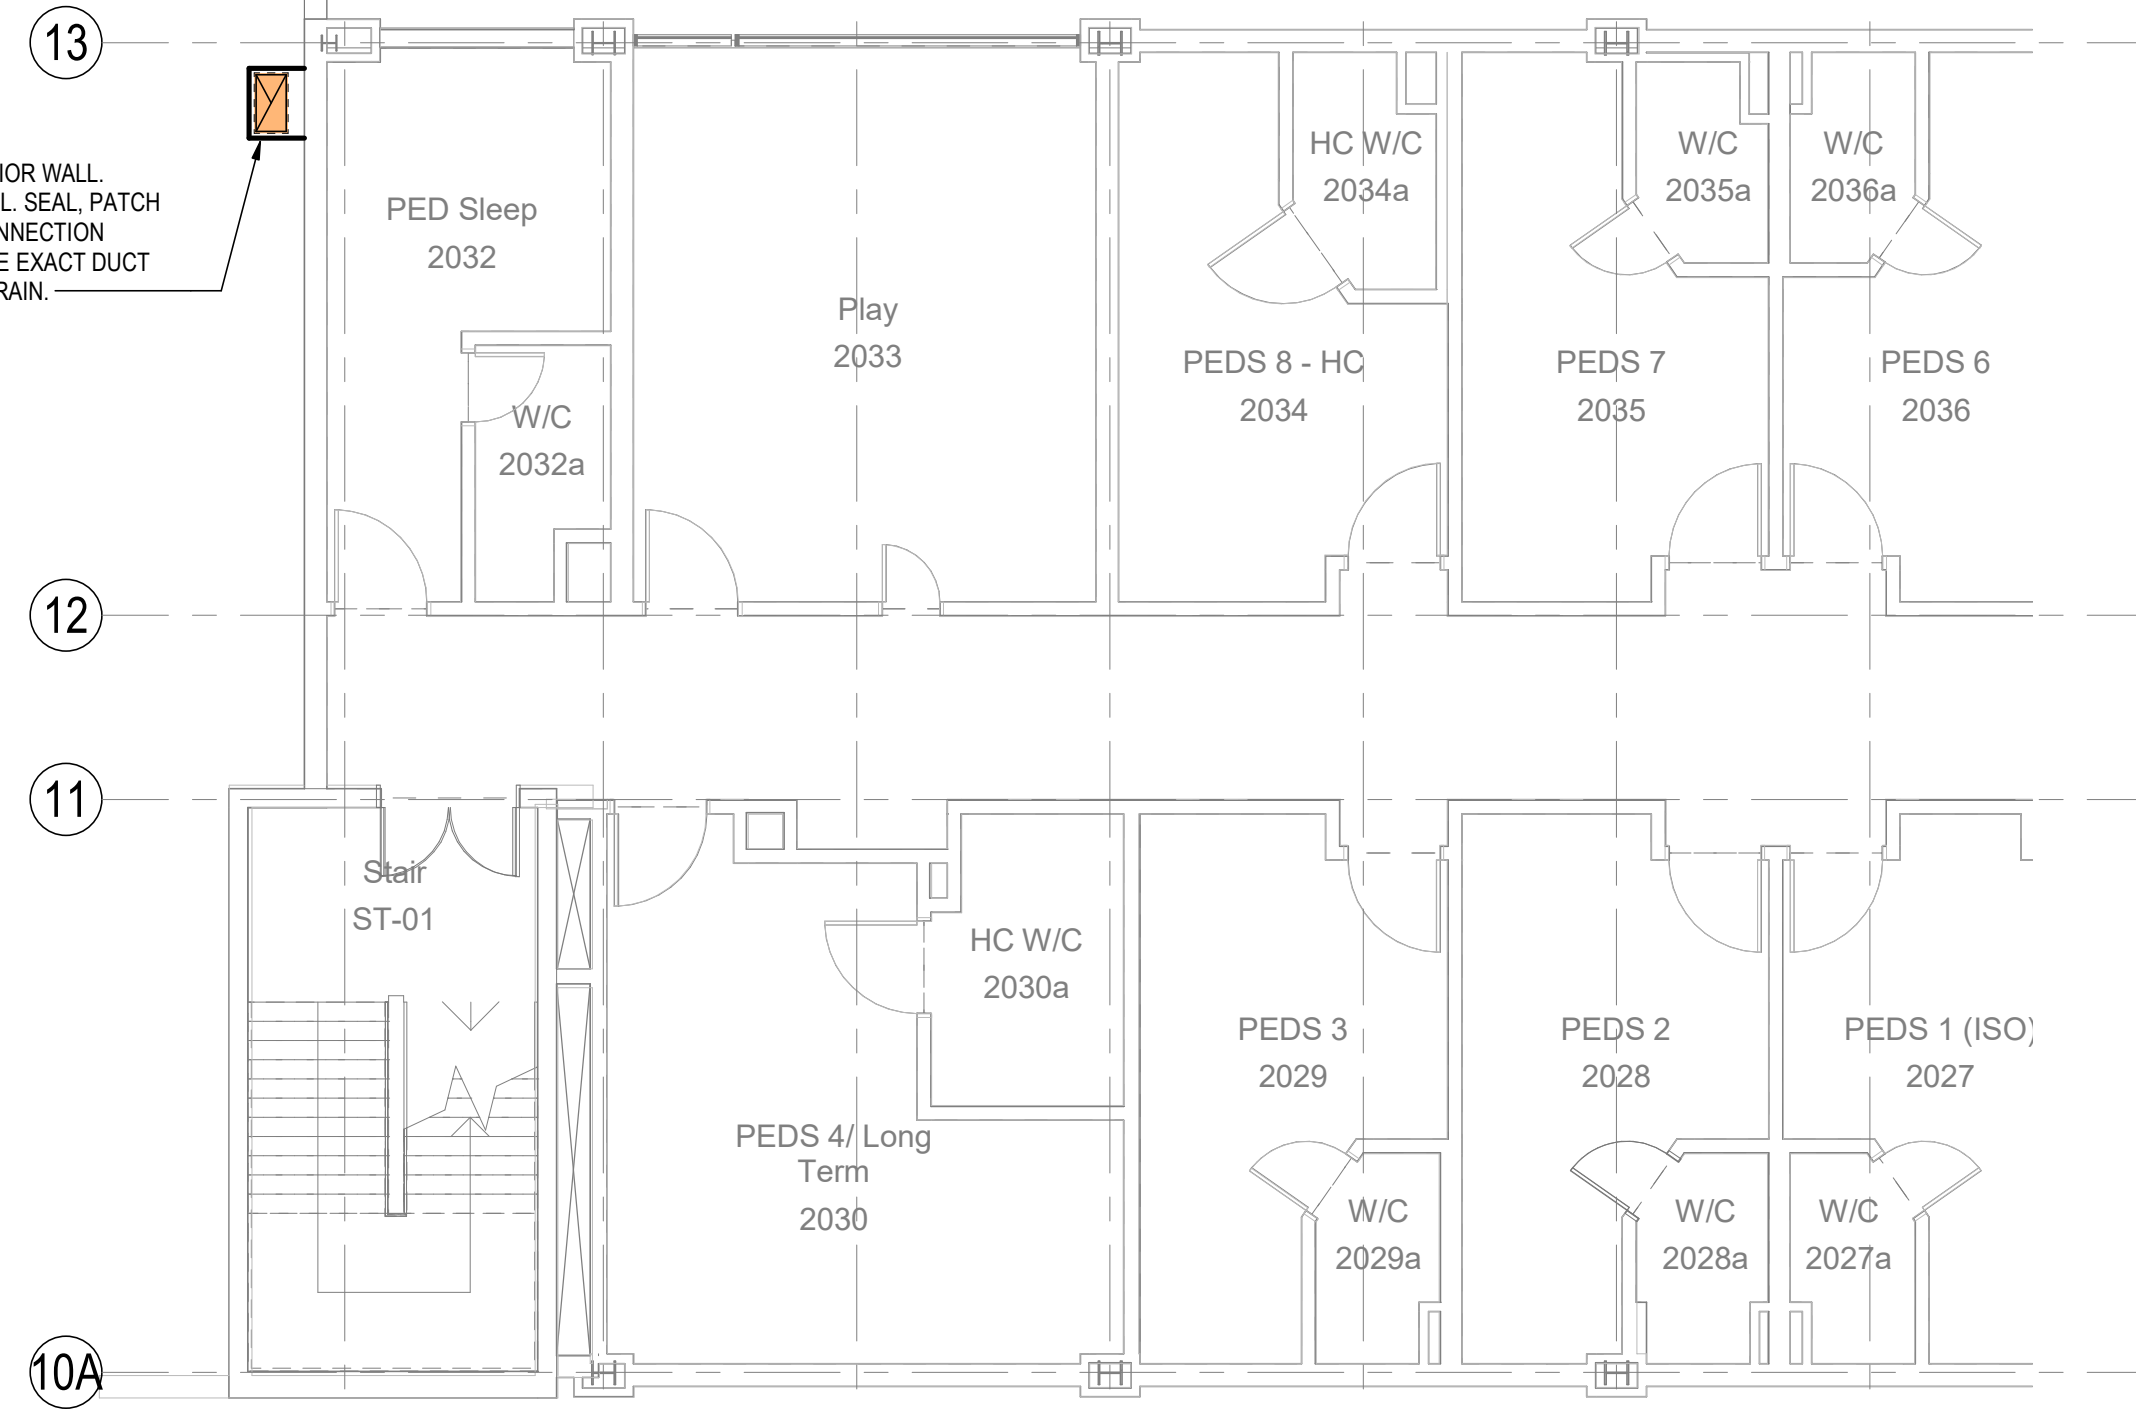 13
IOR WALL.
L. SEAL, PATCH
NNECTION
E EXACT DUCT
RAIN.
PED Sleep
2032
W/C
2032a
Play
2033
HC W/C
2034a
PEDS 8 - HC
2034
W/C
2035a
PEDS 7
2035
W/C
2036a
PEDS 6
2036
12
11
Stair
ST-01
HC W/C
2030a
PEDS 4/ Long
Term
2030
PEDS 3
2029
W/C
2029a
PEDS 2
2028
W/C
2028a
PEDS 1 (ISO)
2027
W/C
2027a
10A